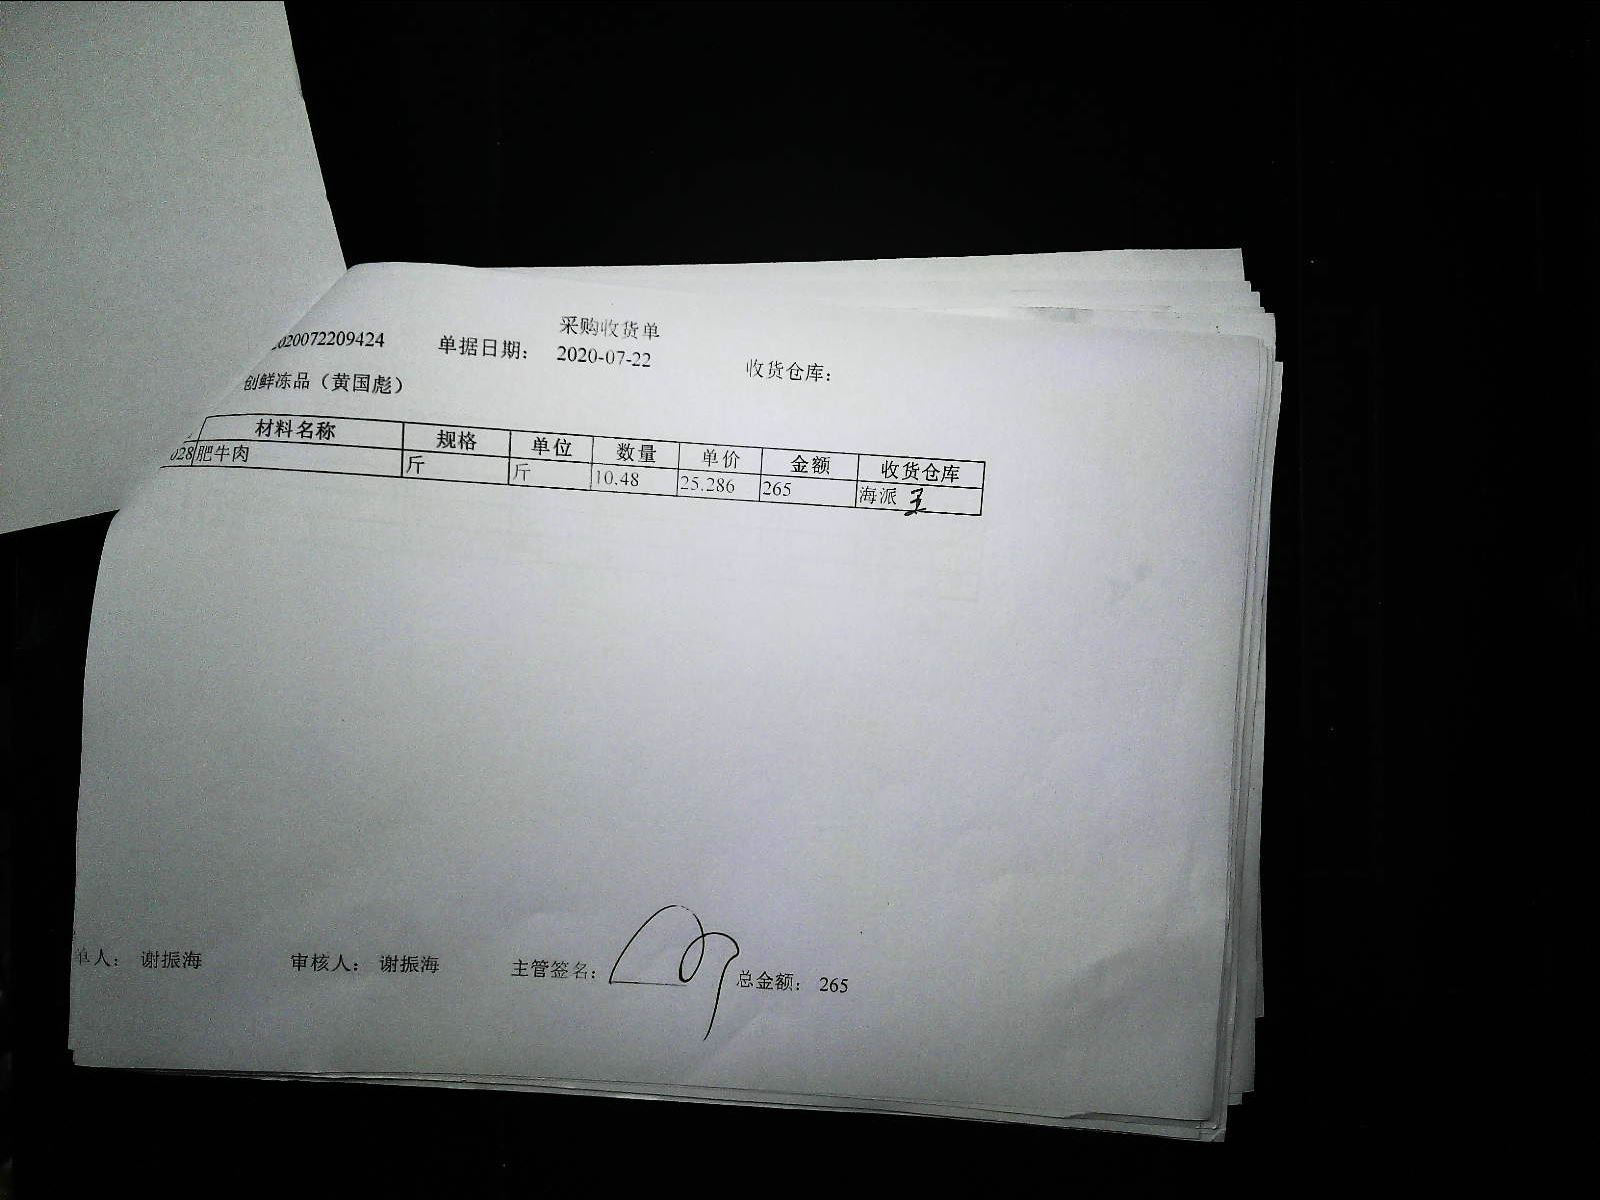 采购收货单
020072209424 单据日期： 2020-07-22 收货仓库：
创鲜冻品（黄国彪）
材料名称 规格 单位 数量 单价 金额 收货仓库
028 肥牛肉 斤 斤 10.48 25.286 265 海派 王
单人： 谢振海 审核人： 谢振海 主管签名： 总金额： 265